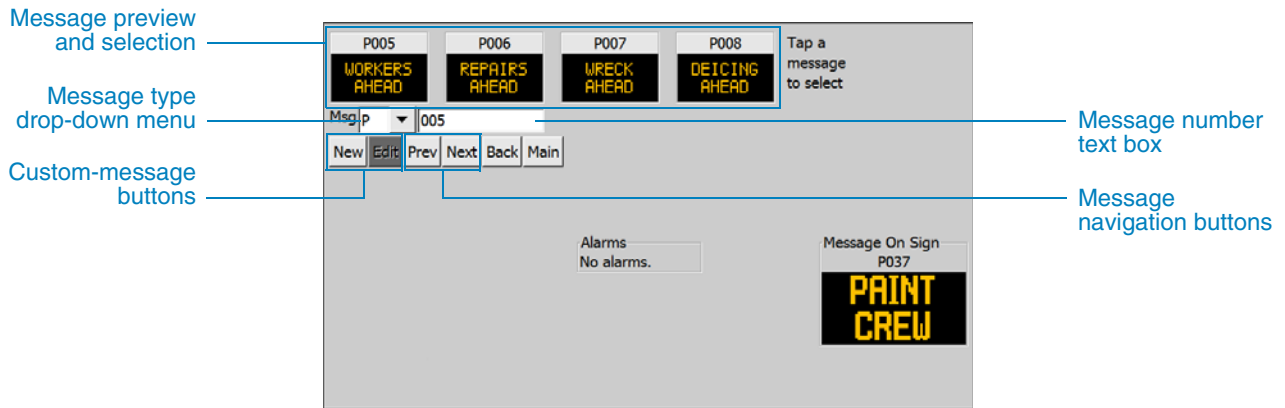 Message preview
and selection
P005
P006
P007
P008
WORKERS
AHEAD
REPAIRS
AHEAD
WRECK
AHEAD
DEICING
AHEAD
Tap a
message
to select
Message type
drop-down menu
Msg P 005
Message number
text box
New Edit Prev Next Back Main
Custom-message
buttons
Message
navigation buttons
Alarms
No alarms.
Message On Sign
P037
PAINT
CREW